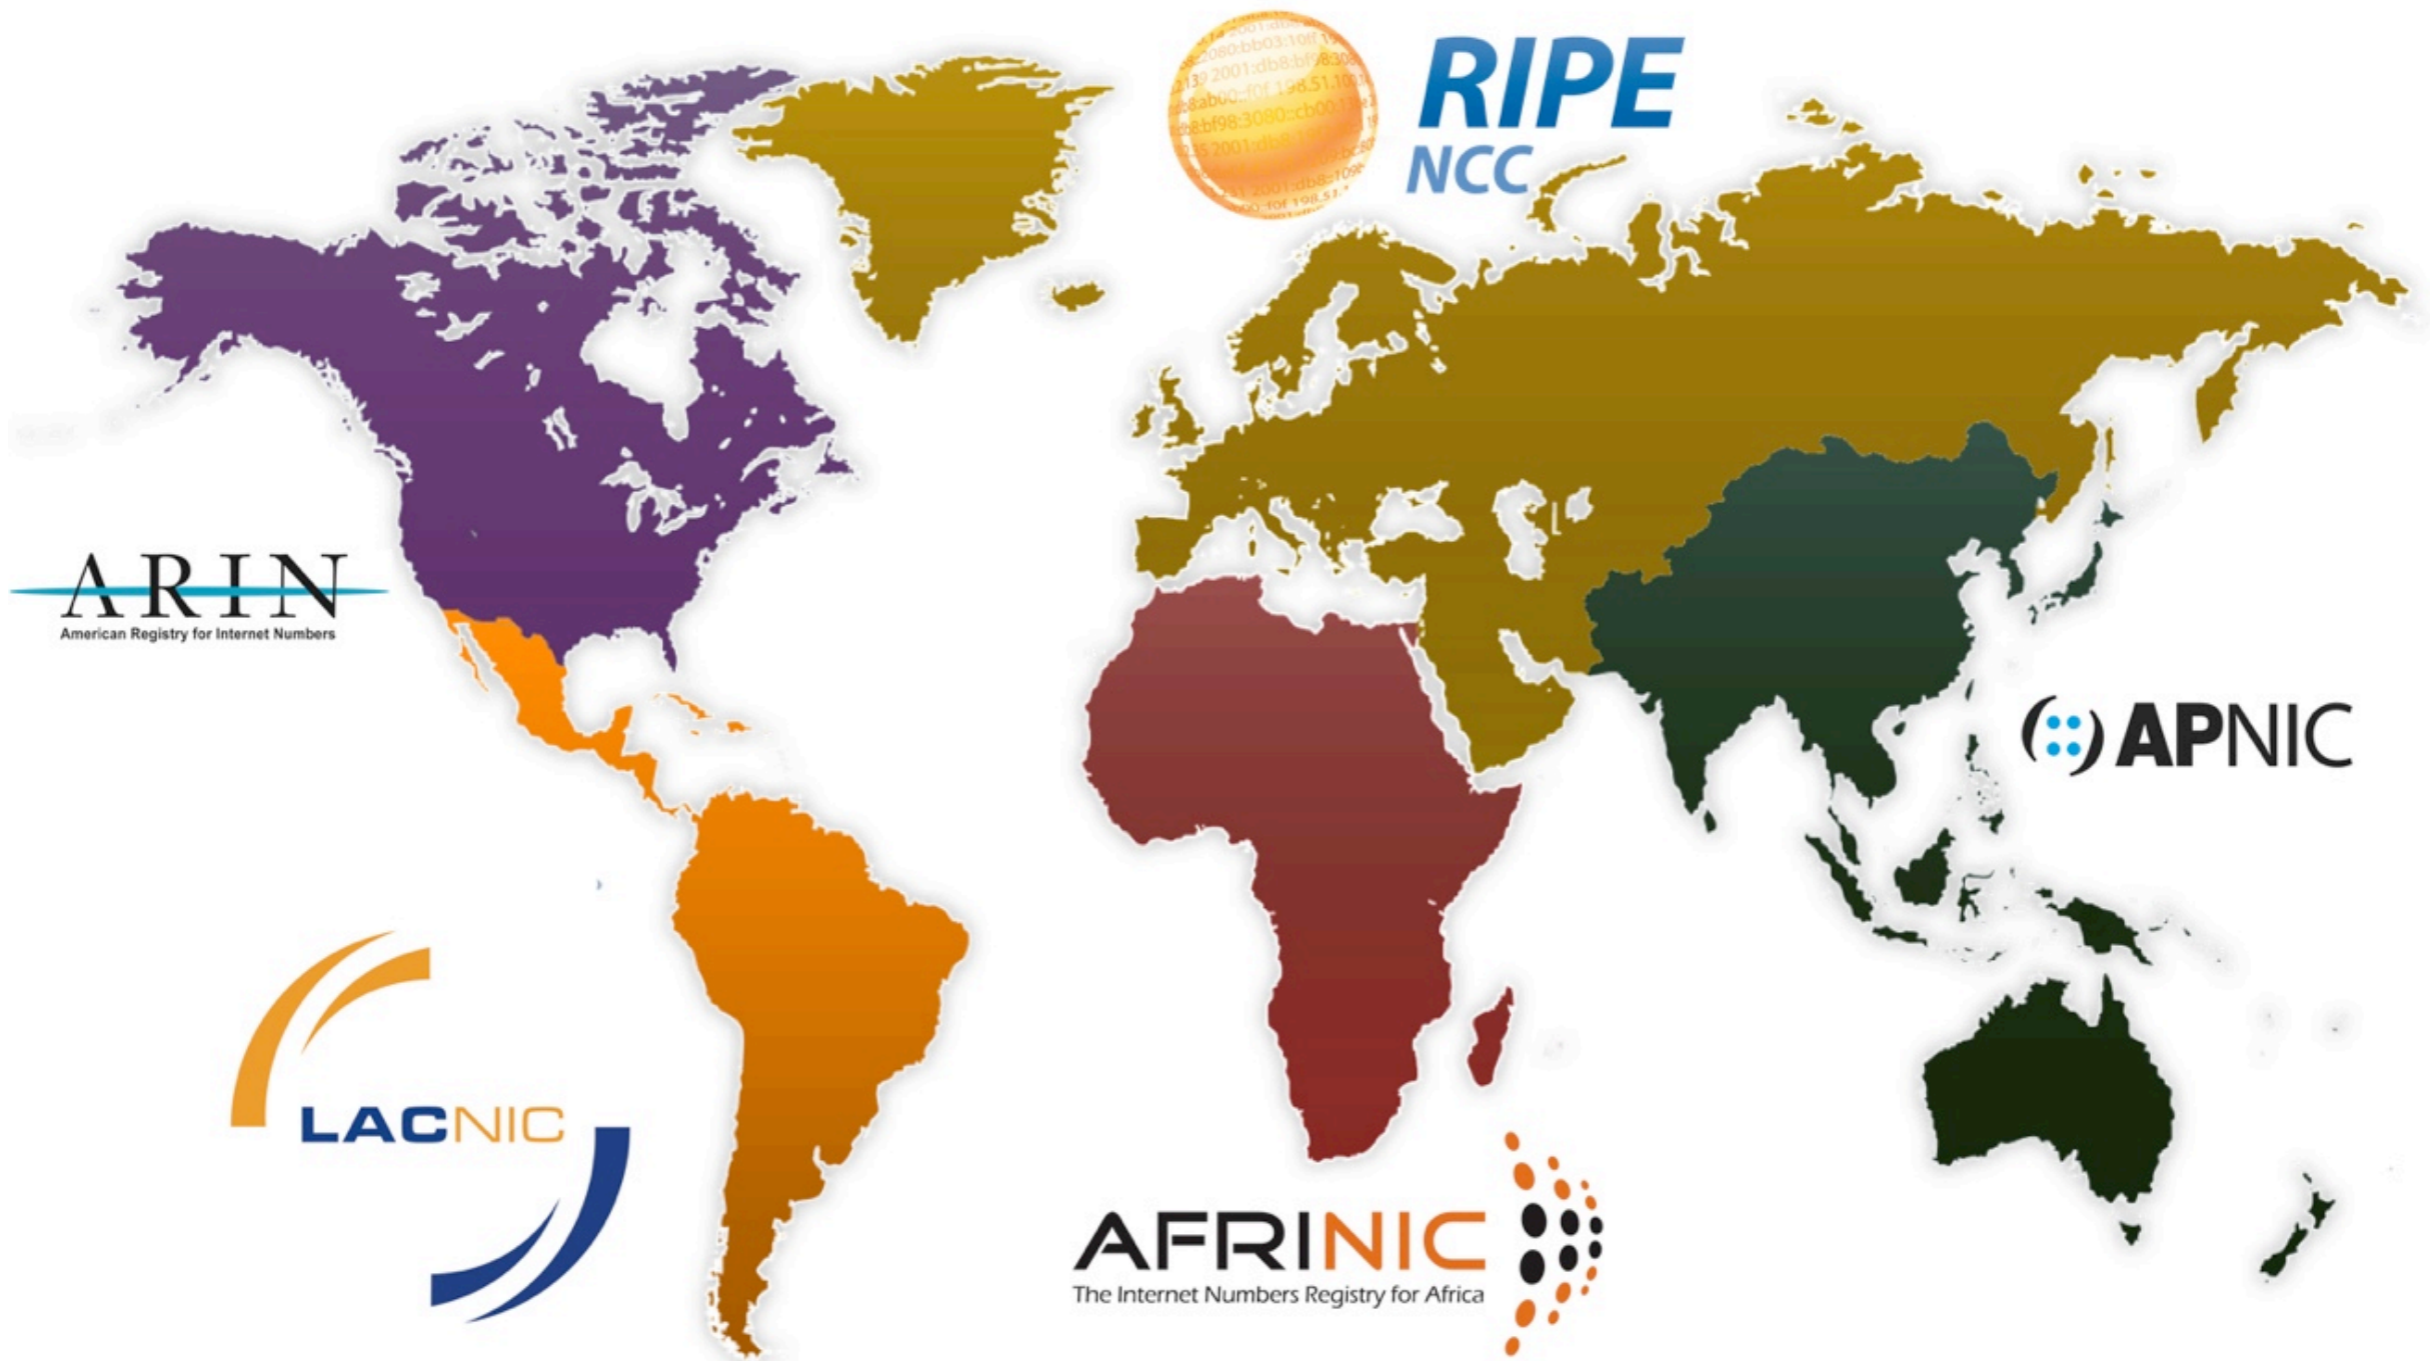 RIPE
NCC
ARIN
American Registry for Internet Numbers
APNIC
LACNIC
AFRINIC
The Internet Numbers Registry for Africa